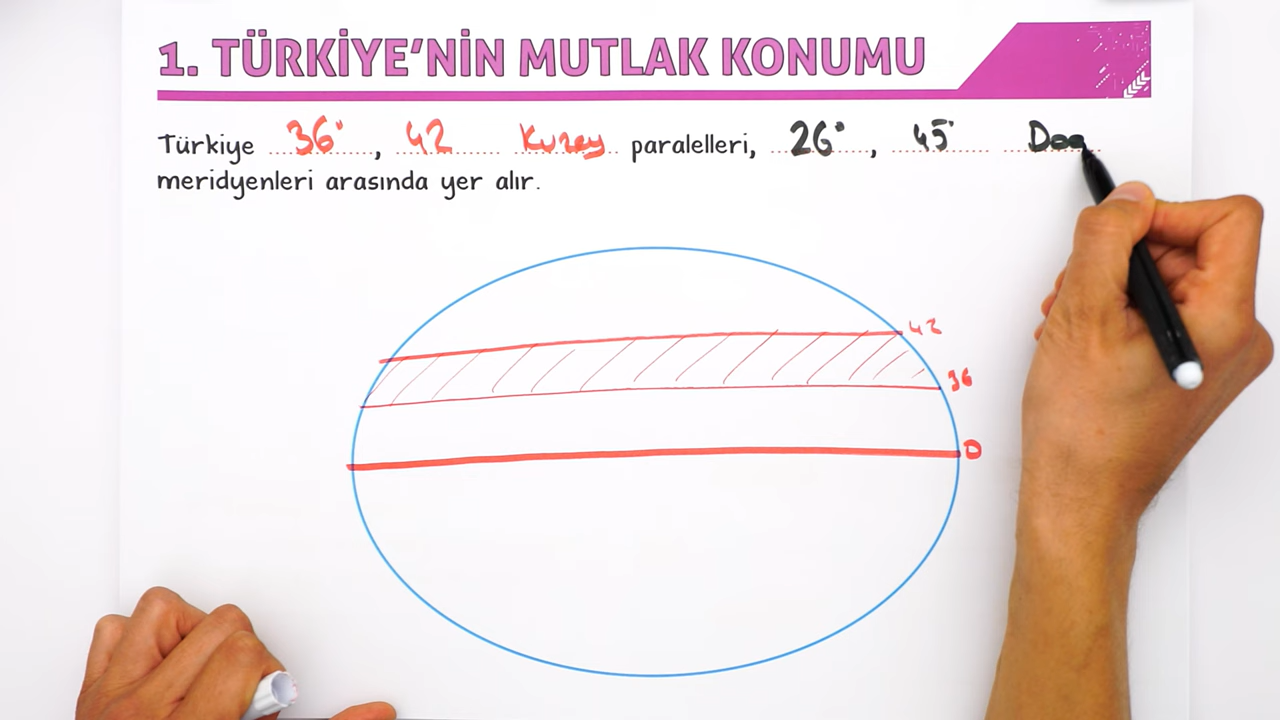 1. TÜRKİYE'NİN MUTLAK KONUMU
Türkiye 36°, 42 Kuzey paralelleri, 26°, 45° Doğ
meridyenleri arasında yer alır.
42
36
0